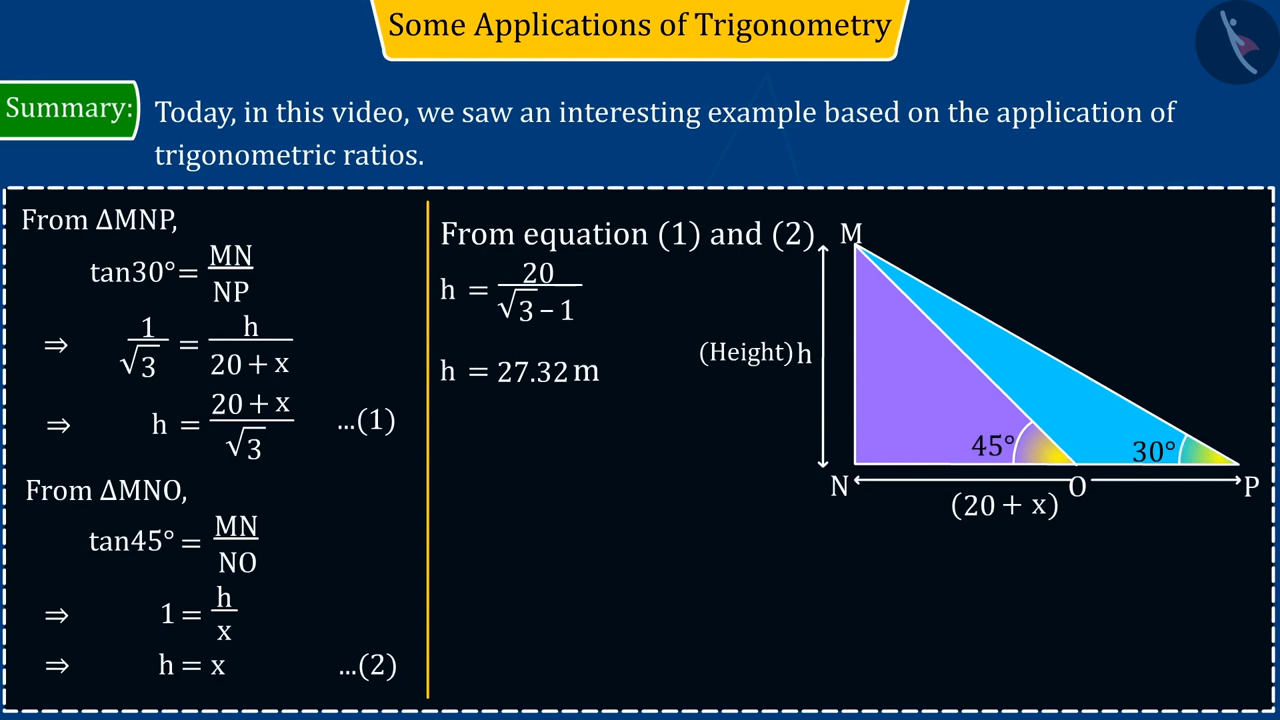 Some Applications of Trigonometry
Summary:
Today, in this video, we saw an interesting example based on the application of
trigonometric ratios.
From ΔMNP,
tan30° = MN/NP
⇒ 1/√3 = h/20 + x
⇒ h = 20 + x/√3 ...(1)
From ΔMNO,
tan45° = MN/NO
⇒ 1 = h/x
⇒ h = x ...(2)
From equation (1) and (2)
h = 20/√3 – 1
h = 27.32 m
M
(Height) h
45°
30°
N
O
P
(20 + x)